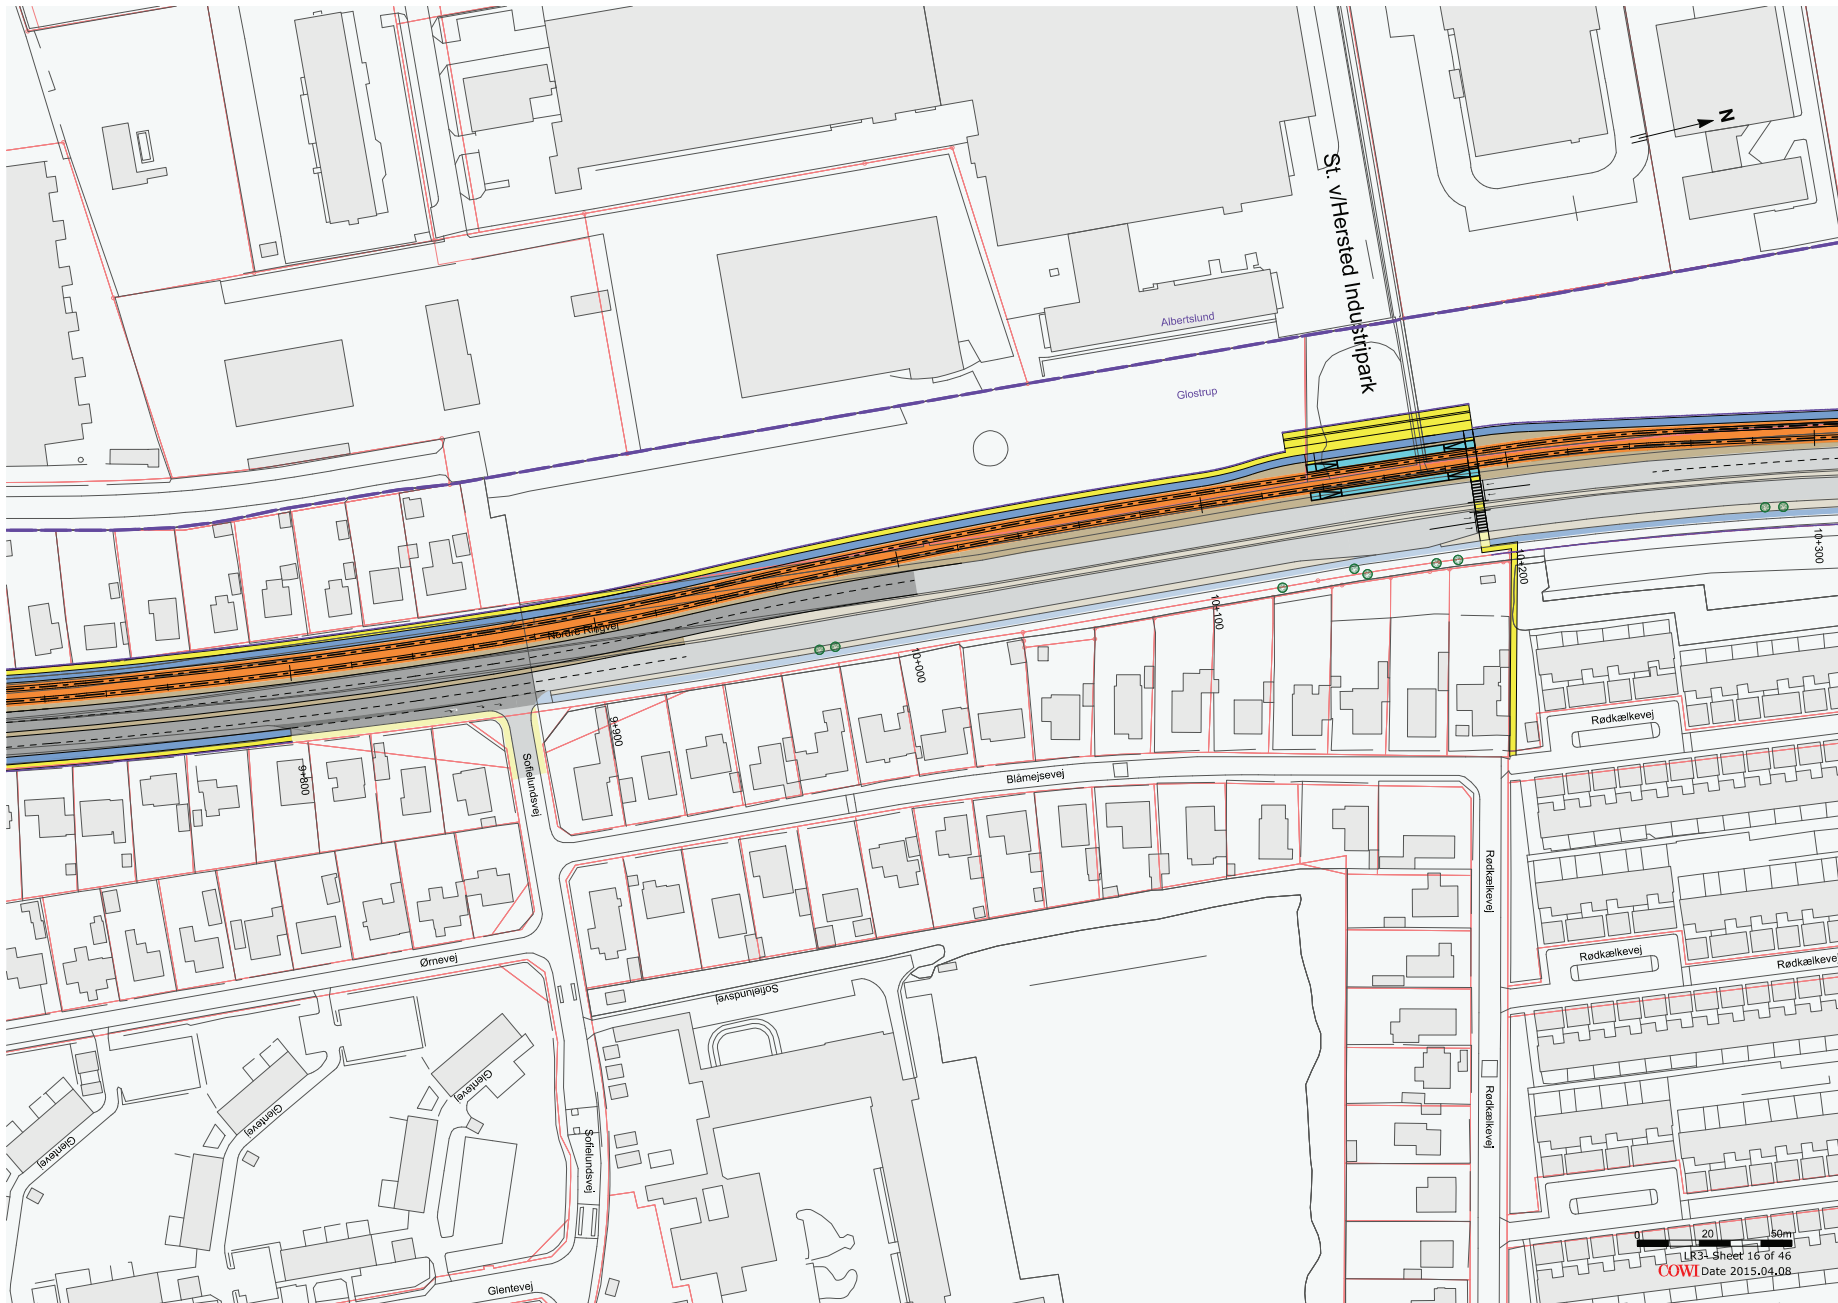 N
St. v/Hersted Industripark
Albertslund
Glostrup
Nordre Ringvej
10+300
10+200
10+100
10+000
9+900
9+800
Rødkælkevej
Sofielundsvej
Blåmejsevej
Rødkælkevej
Ørnevej
Sofielundsvej
Rødkælkevej
Rødkælkeve
Glentevej
Glentevej
Glentevej
Sofielundsvej
Rødkælkevej
Glentevej
0 20 50m
LR3- Sheet 16 of 46
COWI Date 2015.04.08